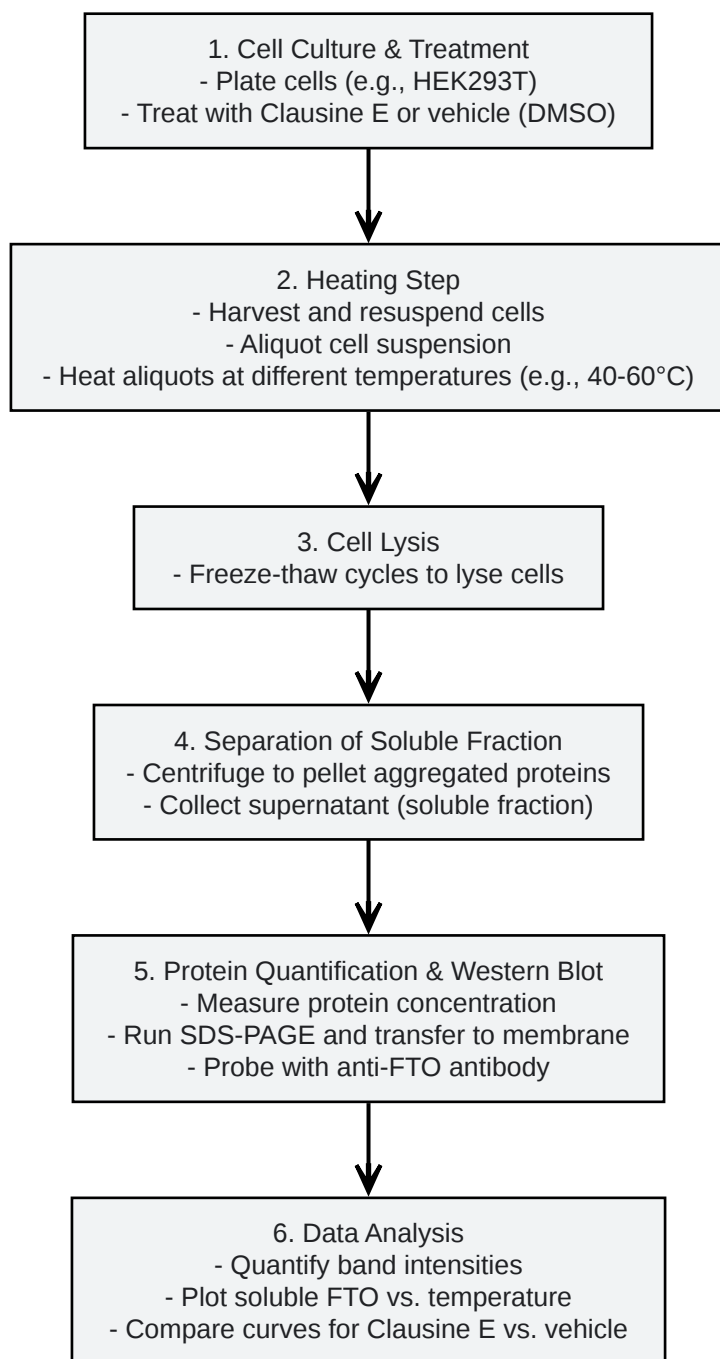 1. Cell Culture & Treatment
- Plate cells (e.g., HEK293T)
- Treat with Clausine E or vehicle (DMSO)
2. Heating Step
- Harvest and resuspend cells
- Aliquot cell suspension
- Heat aliquots at different temperatures (e.g., 40-60°C)
3. Cell Lysis
- Freeze-thaw cycles to lyse cells
4. Separation of Soluble Fraction
- Centrifuge to pellet aggregated proteins
- Collect supernatant (soluble fraction)
5. Protein Quantification & Western Blot
- Measure protein concentration
- Run SDS-PAGE and transfer to membrane
- Probe with anti-FTO antibody
6. Data Analysis
- Quantify band intensities
- Plot soluble FTO vs. temperature
- Compare curves for Clausine E vs. vehicle